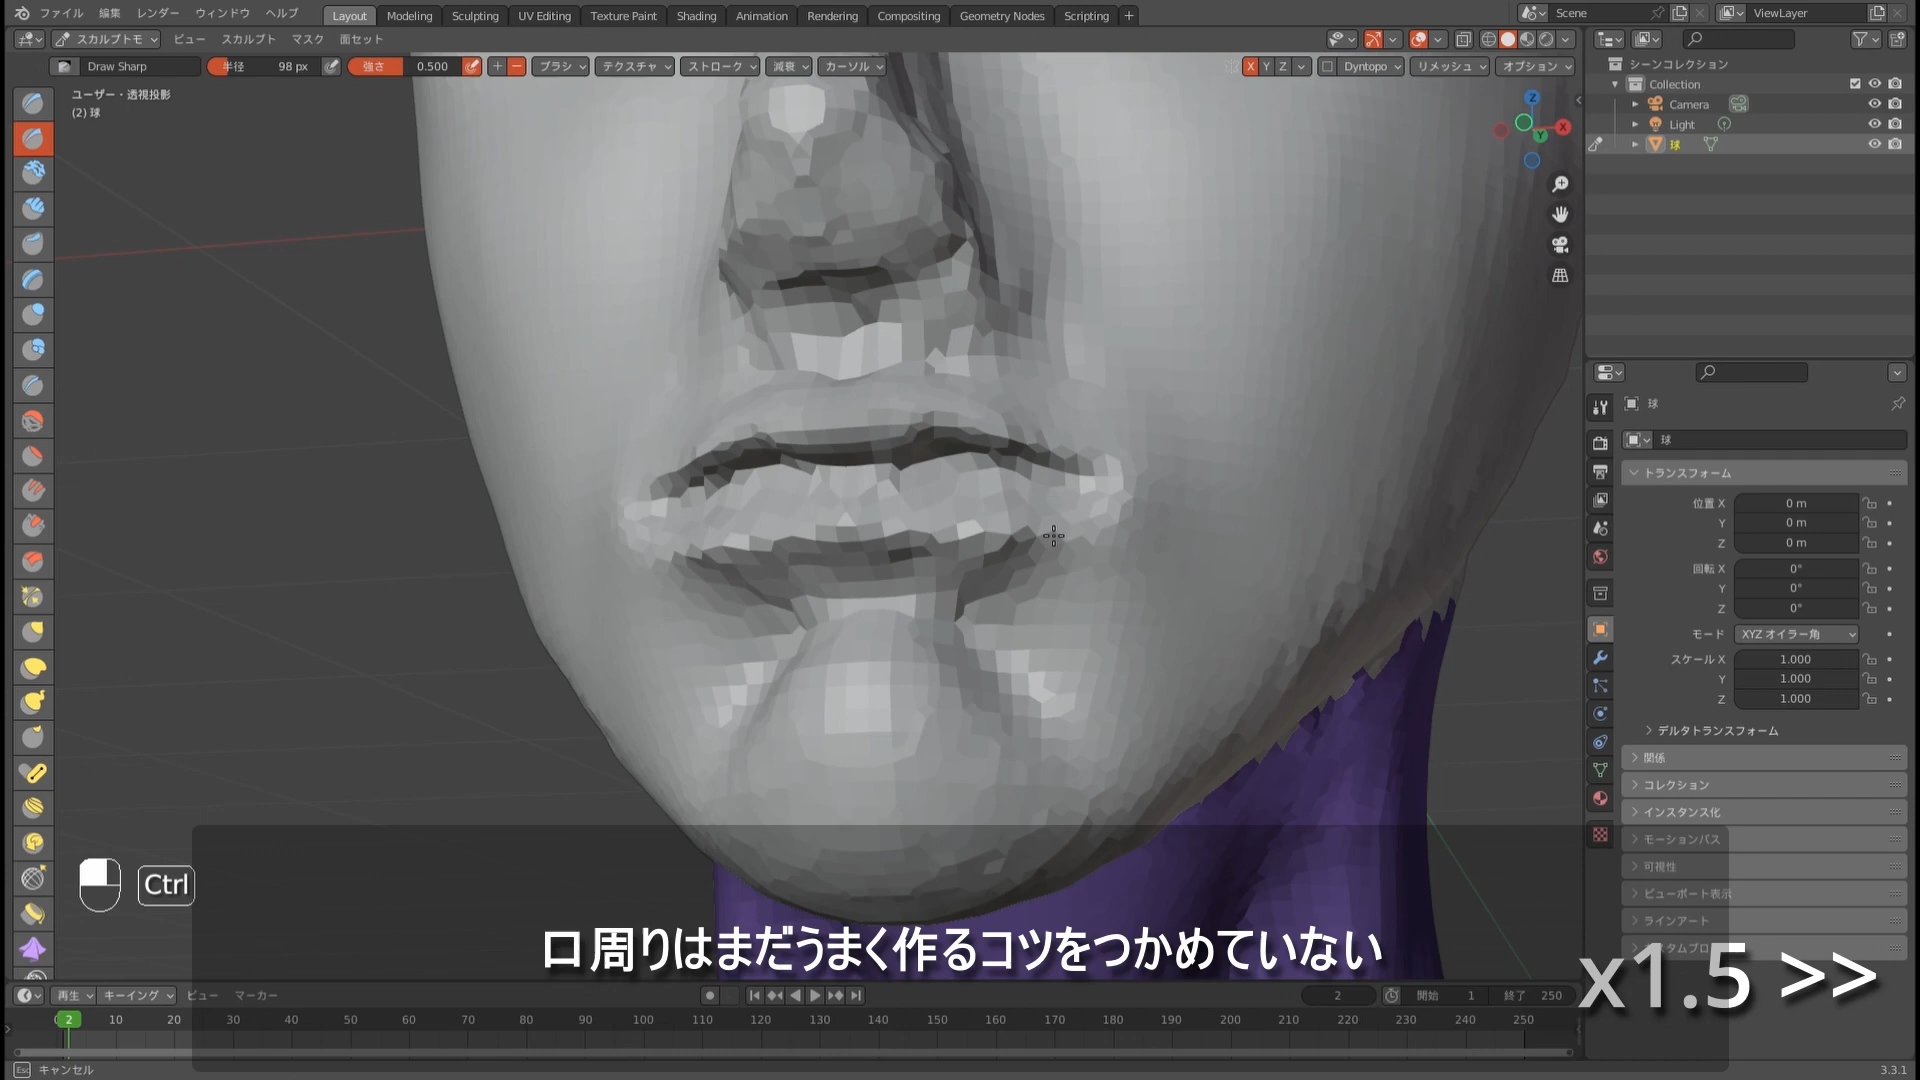 ファイル 編集 レンダー ウィンドウ ヘルプ Layout Modeling Sculpting UV Editing Texture Paint Shading Animation Rendering Compositing Geometry Nodes Scripting + Scene ViewLayer
スカルプトモ ビュー スカルプト マスク 面セット
Draw Sharp 半径 98 px 強さ 0.500 ブラシ テクスチャ ストローク 減衰 カーソル X Y Z Dyntopo リメッシュ オプション
ユーザー・透視投影
(2) 球
シーンコレクション
Collection
Camera
Light
球
Z
X
Y
球
球
トランスフォーム
位置 X 0 m
Y 0 m
Z 0 m
回転 X 0°
Y 0°
Z 0°
モード XYZ オイラー角
スケール X 1.000
Y 1.000
Z 1.000
デルタトランスフォーム
関係
コレクション
インスタンス化
モーションパス
可視性
ビューポート表示
ラインアート
Ctrl
口周りはまだうまく作るコツをつかめていない
x1.5 >>
再生 キーイング ビュー マーカー 2 開始 1 終了 250
2 10 20 30 40 50 60 70 80 90 100 110 120 130 140 150 160 170 180 190 200 210 220 230 240 250
Esc キャンセル 3.3.1